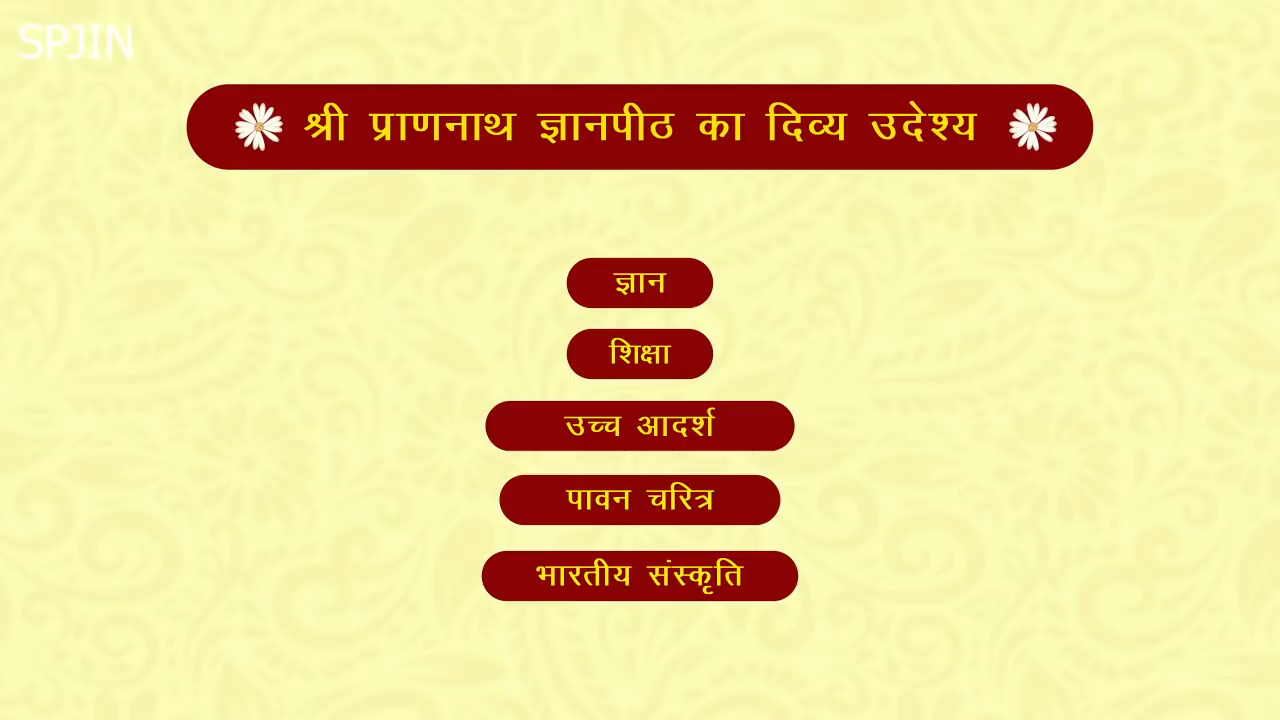 SPJIN
श्री प्राणनाथ ज्ञानपीठ का दिव्य उदेश्य
ज्ञान
शिक्षा
उच्च आदर्श
पावन चरित्र
भारतीय संस्कृति